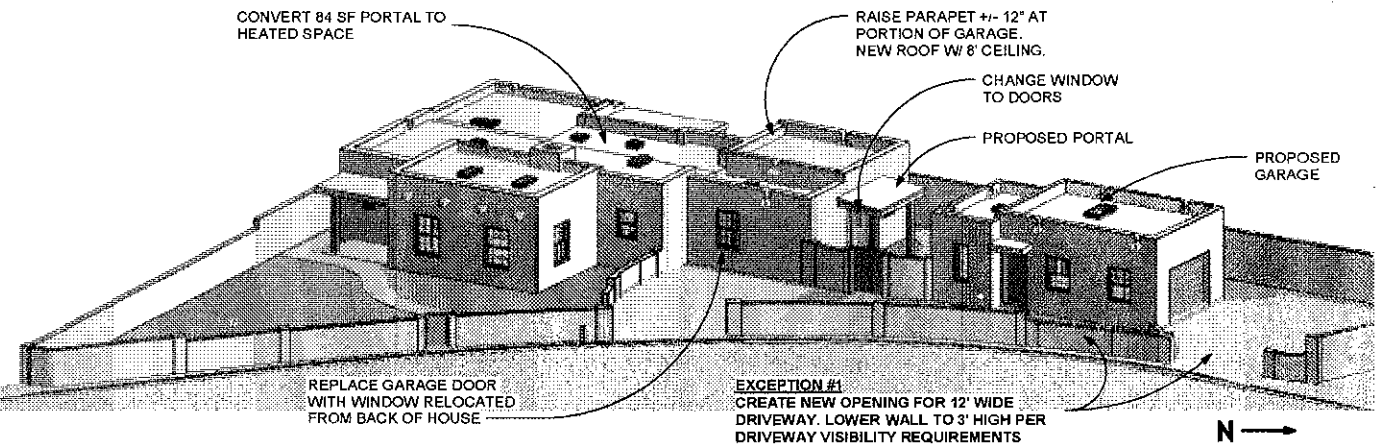 CONVERT 84 SF PORTAL TO
HEATED SPACE
RAISE PARAPET +/- 12" AT
PORTION OF GARAGE.
NEW ROOF W/ 8' CEILING.
CHANGE WINDOW
TO DOORS
PROPOSED PORTAL
PROPOSED
GARAGE
REPLACE GARAGE DOOR
WITH WINDOW RELOCATED
FROM BACK OF HOUSE
EXCEPTION #1
CREATE NEW OPENING FOR 12' WIDE
DRIVEWAY. LOWER WALL TO 3' HIGH PER
DRIVEWAY VISIBILITY REQUIREMENTS
N